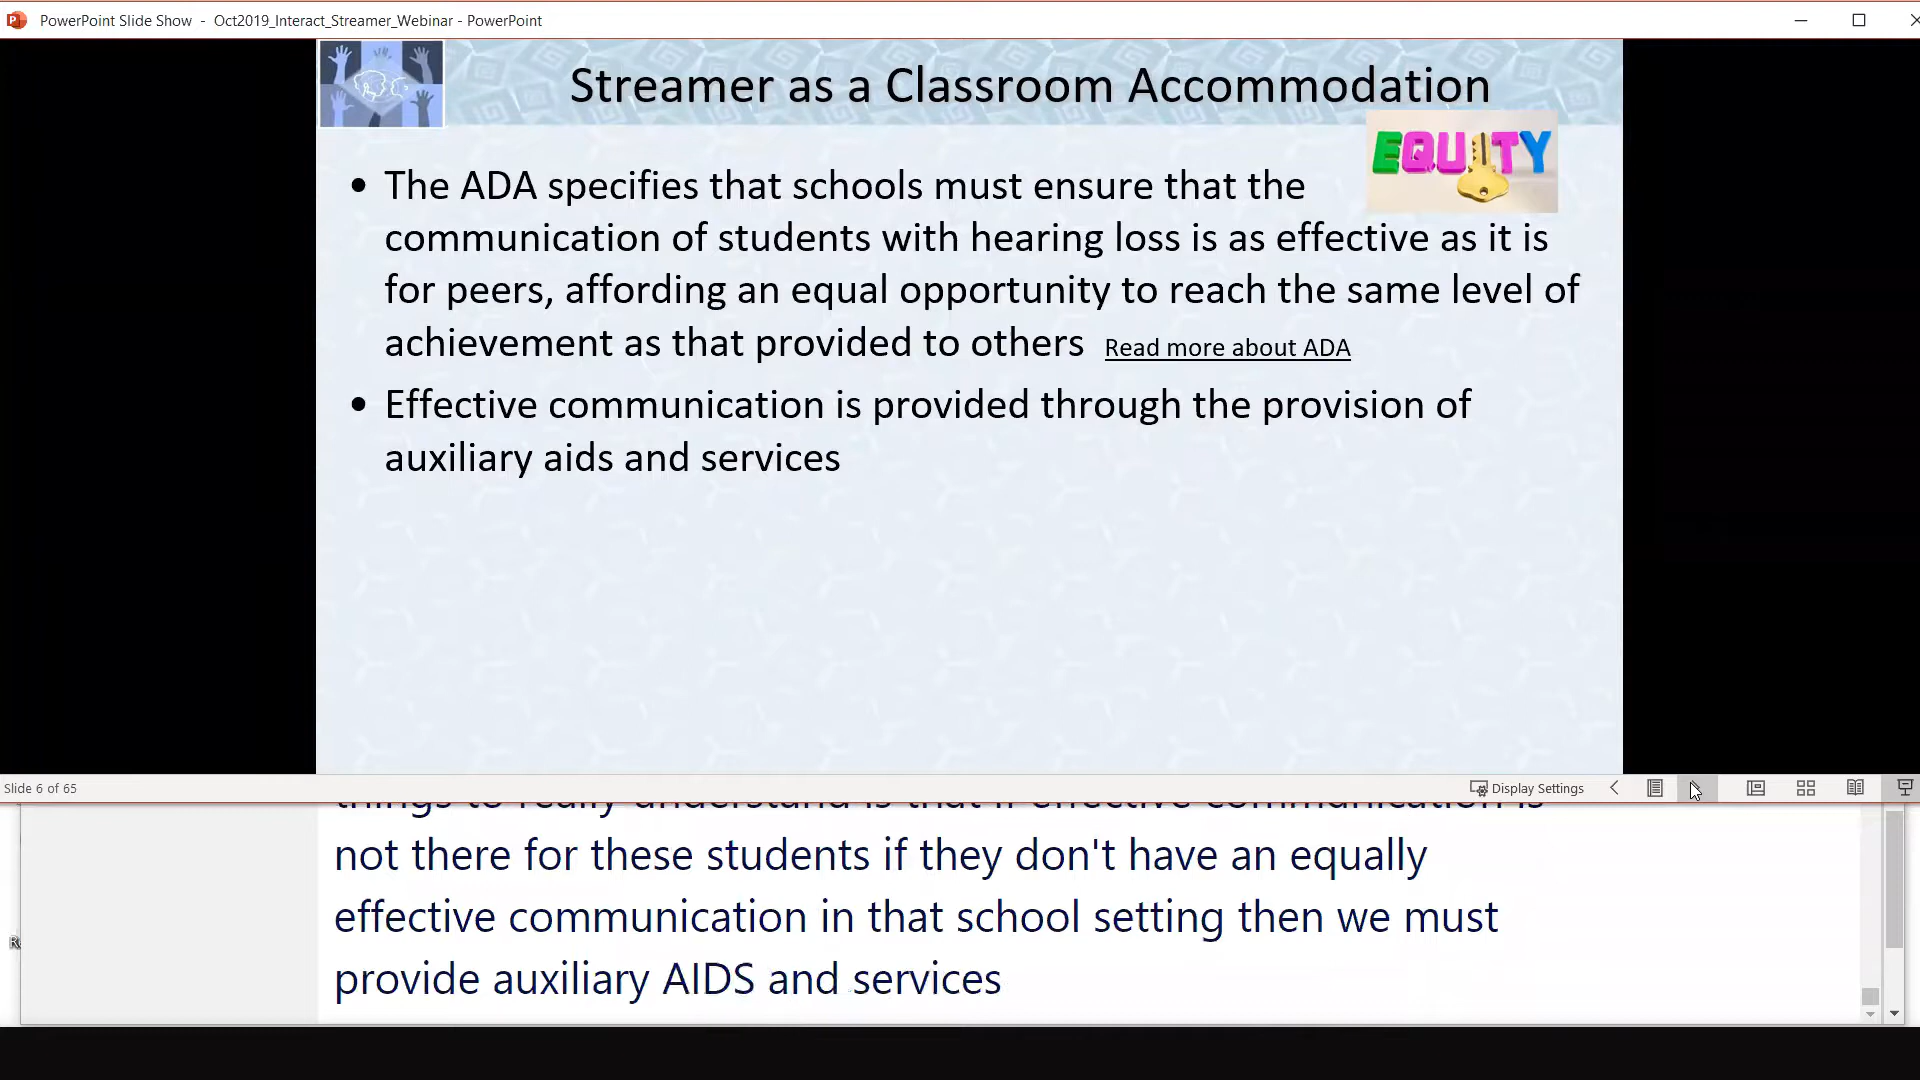 PowerPoint Slide Show - Oct2019_Interact_Streamer_Webinar - PowerPoint
Streamer as a Classroom Accommodation
EQUITY
• The ADA specifies that schools must ensure that the
communication of students with hearing loss is as effective as it is
for peers, affording an equal opportunity to reach the same level of
achievement as that provided to others Read more about ADA
• Effective communication is provided through the provision of
auxiliary aids and services
Slide 6 of 65
Display Settings
things to really understand is that if effective communication is
not there for these students if they don't have an equally
effective communication in that school setting then we must
provide auxiliary AIDS and services